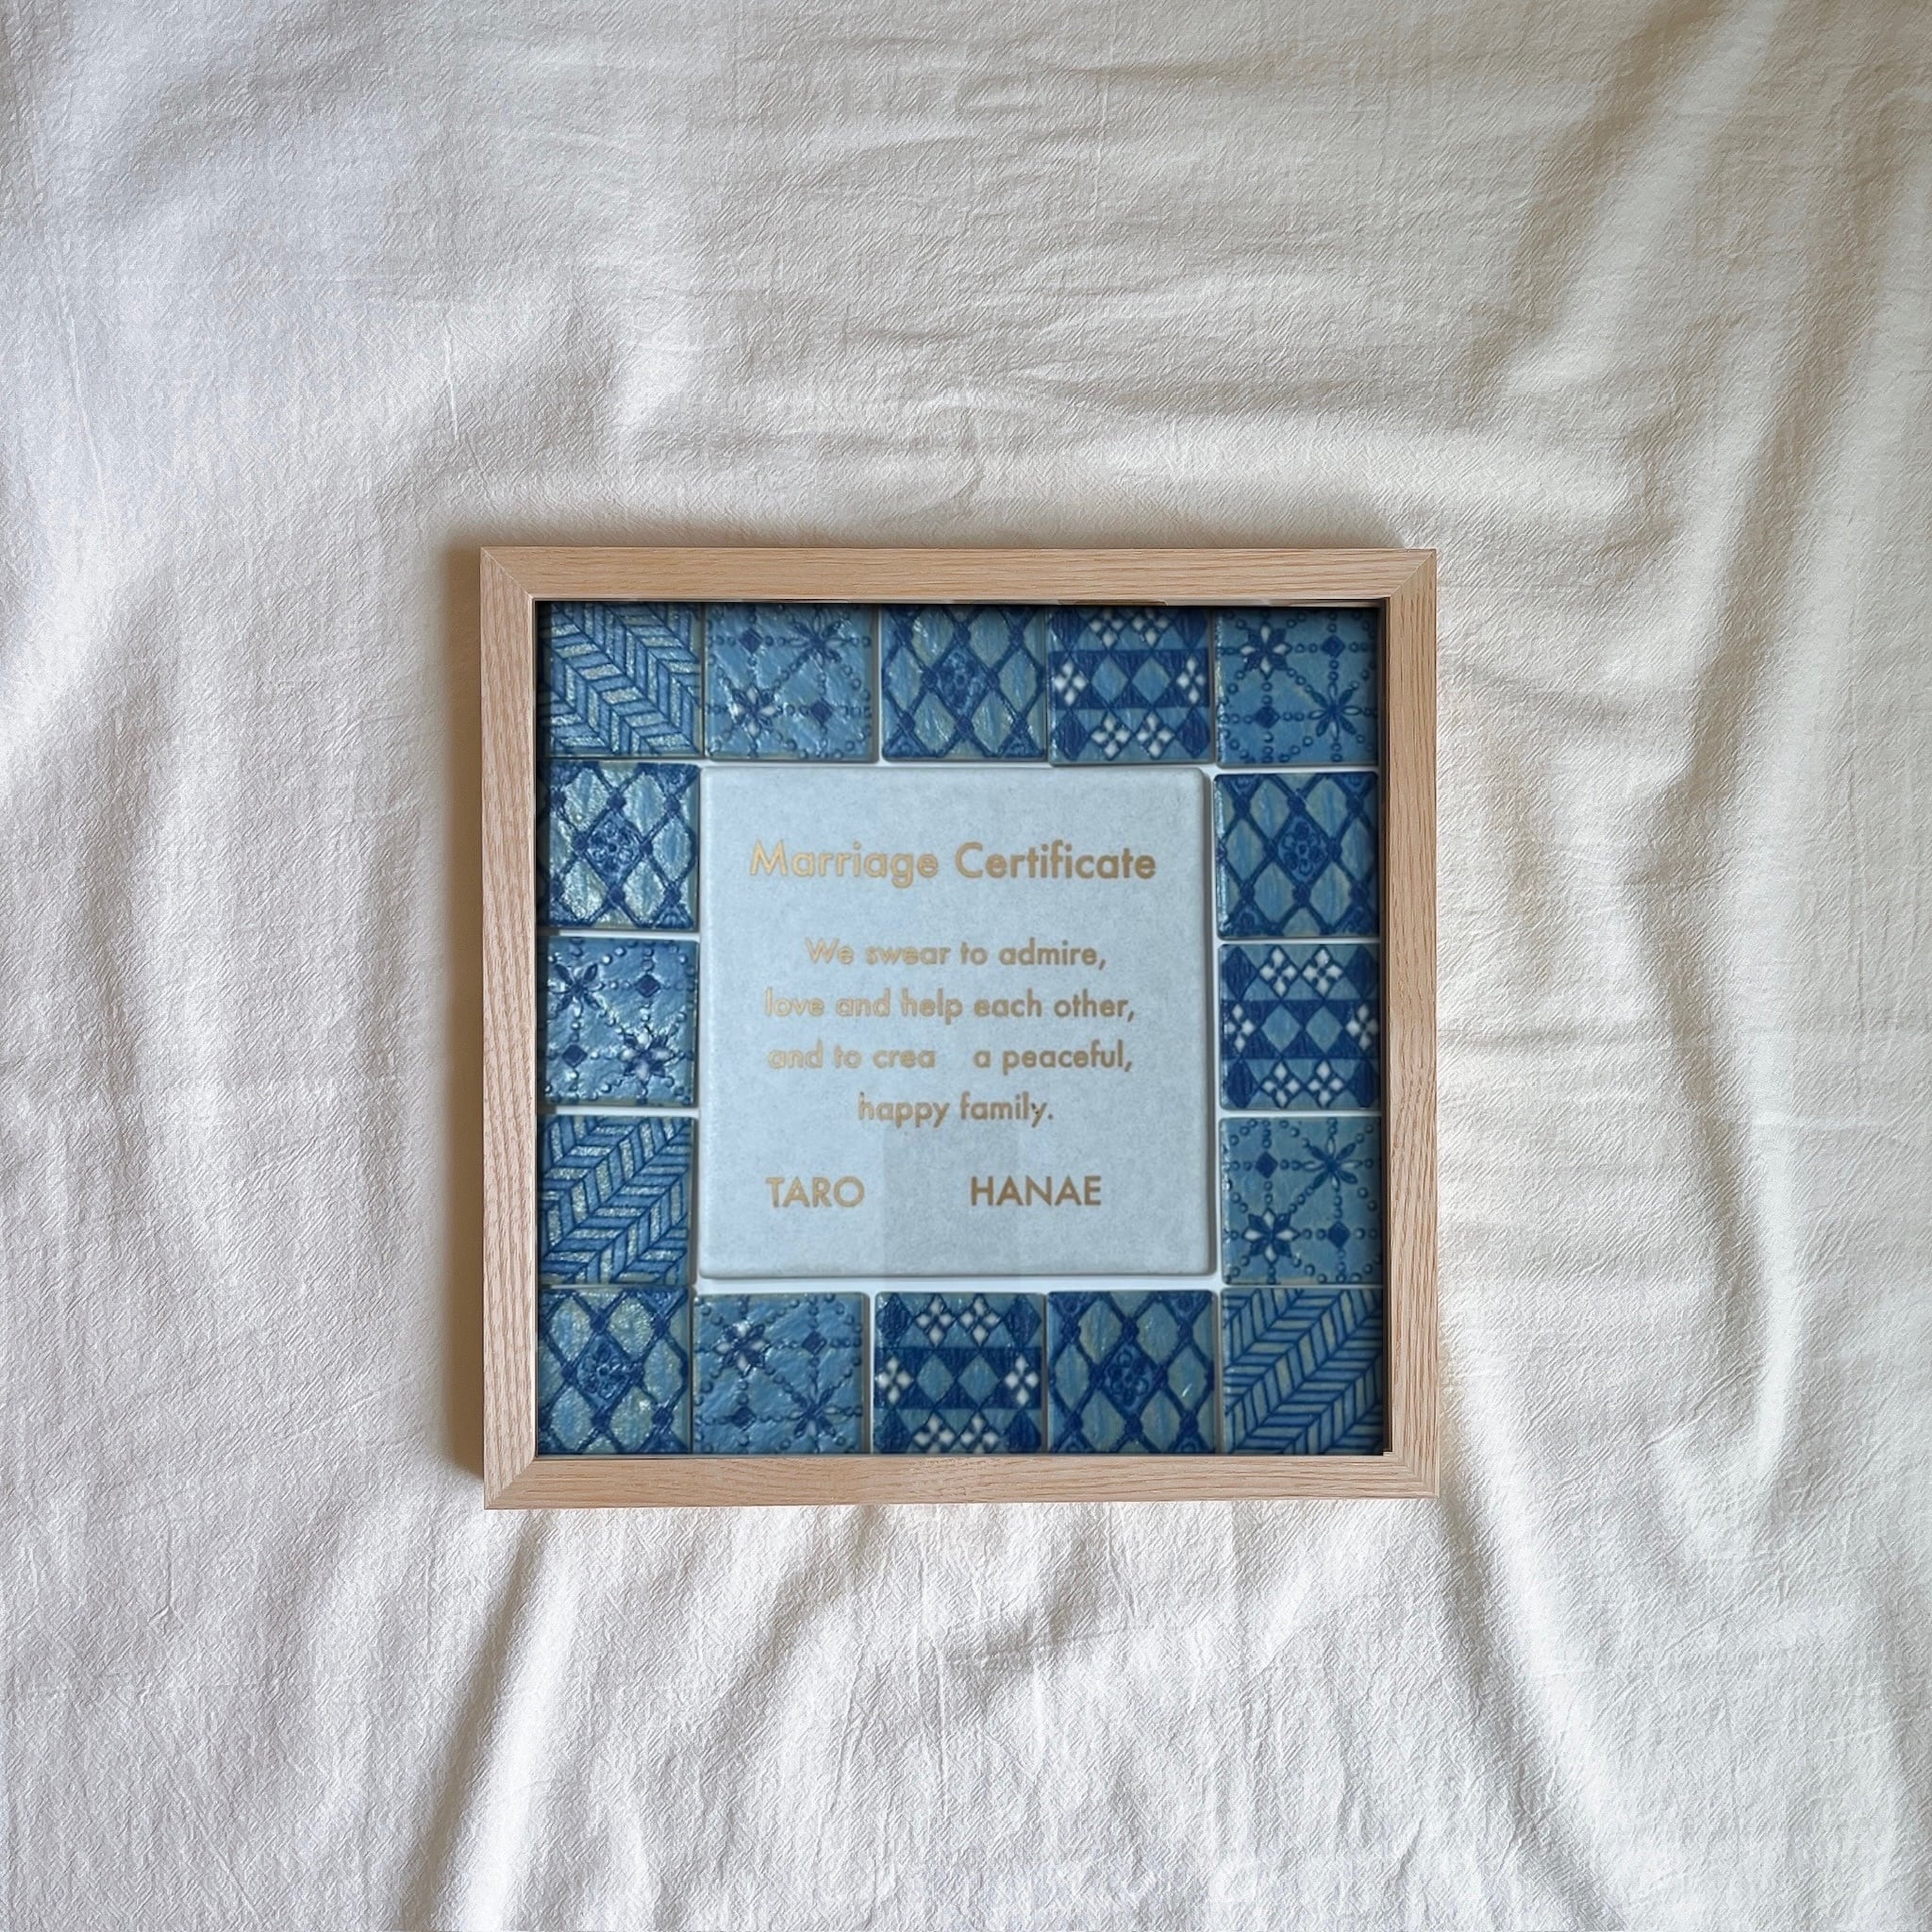 Marriage Certificate
We swear to admire,
love and help each other,
and to crea a peaceful,
happy family.
TARO HANAE